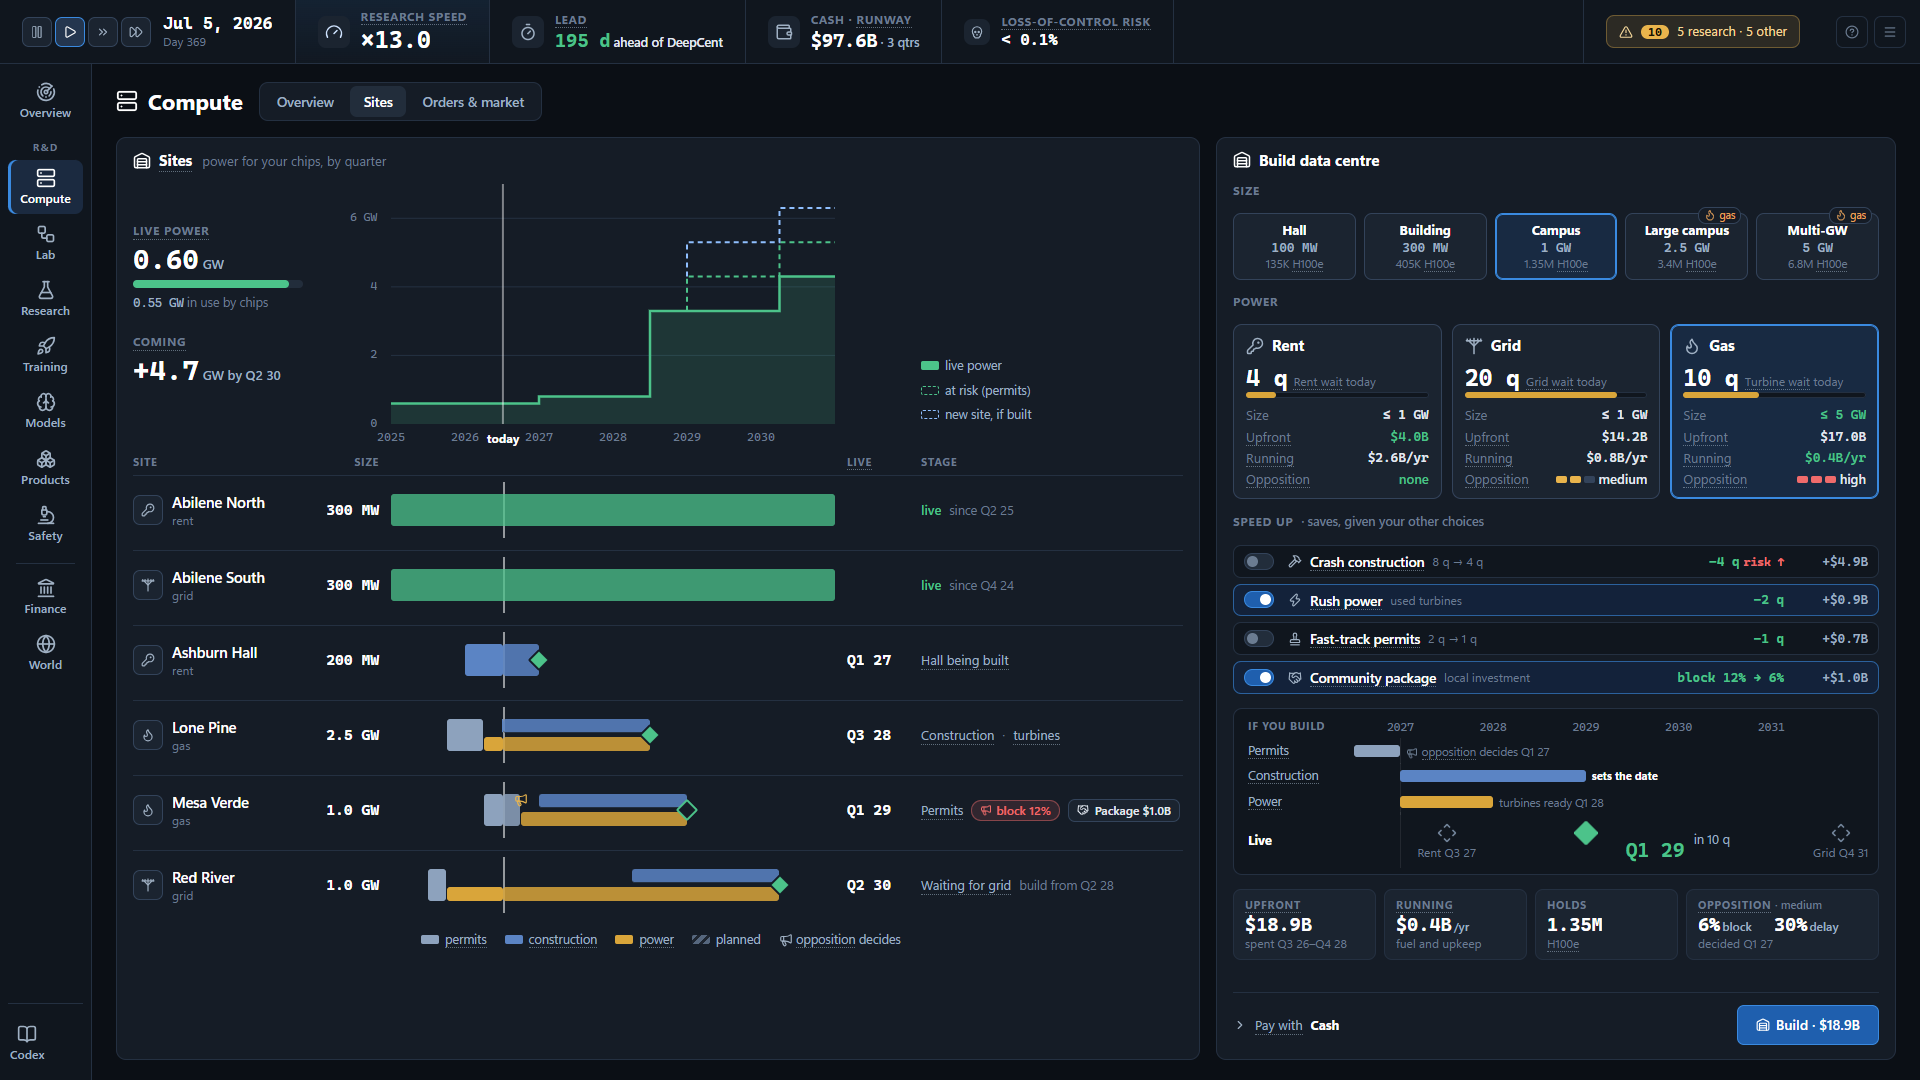 Jul 5, 2026
Day 369
RESEARCH SPEED
×13.0
LEAD
195 d ahead of DeepCent
CASH · RUNWAY
$97.6B · 3 qtrs
LOSS-OF-CONTROL RISK
< 0.1%
10 5 research · 5 other
Overview
R&D
Compute
Lab
Research
Training
Models
Products
Safety
Finance
World
Codex
Compute
Overview
Sites
Orders & market
Sites power for your chips, by quarter
LIVE POWER
0.60 GW
0.55 GW in use by chips
COMING
+4.7 GW by Q2 30
6 GW
4
2
0
2025 2026 today 2027 2028 2029 2030
live power
at risk (permits)
new site, if built
SITE SIZE LIVE STAGE
Abilene North
rent
300 MW
live since Q2 25
Abilene South
grid
300 MW
live since Q4 24
Ashburn Hall
rent
200 MW
Q1 27
Hall being built
Lone Pine
gas
2.5 GW
Q3 28
Construction · turbines
Mesa Verde
gas
1.0 GW
Q1 29
Permits block 12% Package $1.0B
Red River
grid
1.0 GW
Q2 30
Waiting for grid build from Q2 28
permits construction power planned opposition decides
Build data centre
SIZE
Hall
100 MW
135K H100e
Building
300 MW
405K H100e
Campus
1 GW
1.35M H100e
gas
Large campus
2.5 GW
3.4M H100e
gas
Multi-GW
5 GW
6.8M H100e
POWER
Rent
4 q Rent wait today
Size ≤ 1 GW
Upfront $4.0B
Running $2.6B/yr
Opposition none
Grid
20 q Grid wait today
Size ≤ 1 GW
Upfront $14.2B
Running $0.8B/yr
Opposition medium
Gas
10 q Turbine wait today
Size ≤ 5 GW
Upfront $17.0B
Running $0.4B/yr
Opposition high
SPEED UP · saves, given your other choices
Crash construction 8 q → 4 q −4 q risk ↑ +$4.9B
Rush power used turbines −2 q +$0.9B
Fast-track permits 2 q → 1 q −1 q +$0.7B
Community package local investment block 12% → 6% +$1.0B
IF YOU BUILD 2027 2028 2029 2030 2031
Permits opposition decides Q1 27
Construction sets the date
Power turbines ready Q1 28
Live
Rent Q3 27
Q1 29 in 10 q
Grid Q4 31
UPFRONT
$18.9B
spent Q3 26–Q4 28
RUNNING
$0.4B/yr
fuel and upkeep
HOLDS
1.35M
H100e
OPPOSITION · medium
6% block 30% delay
decided Q1 27
Pay with Cash
Build · $18.9B